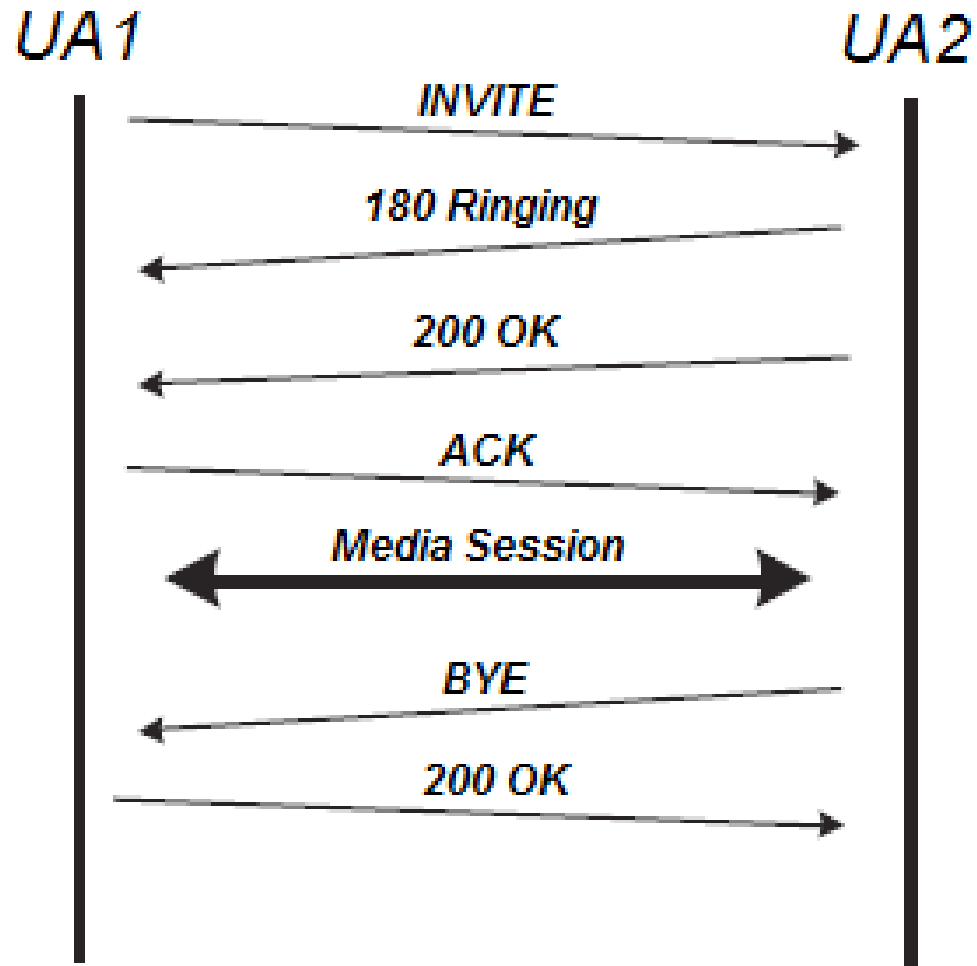 UA1
UA2
INVITE
180 Ringing
200 OK
ACK
Media Session
BYE
200 OK